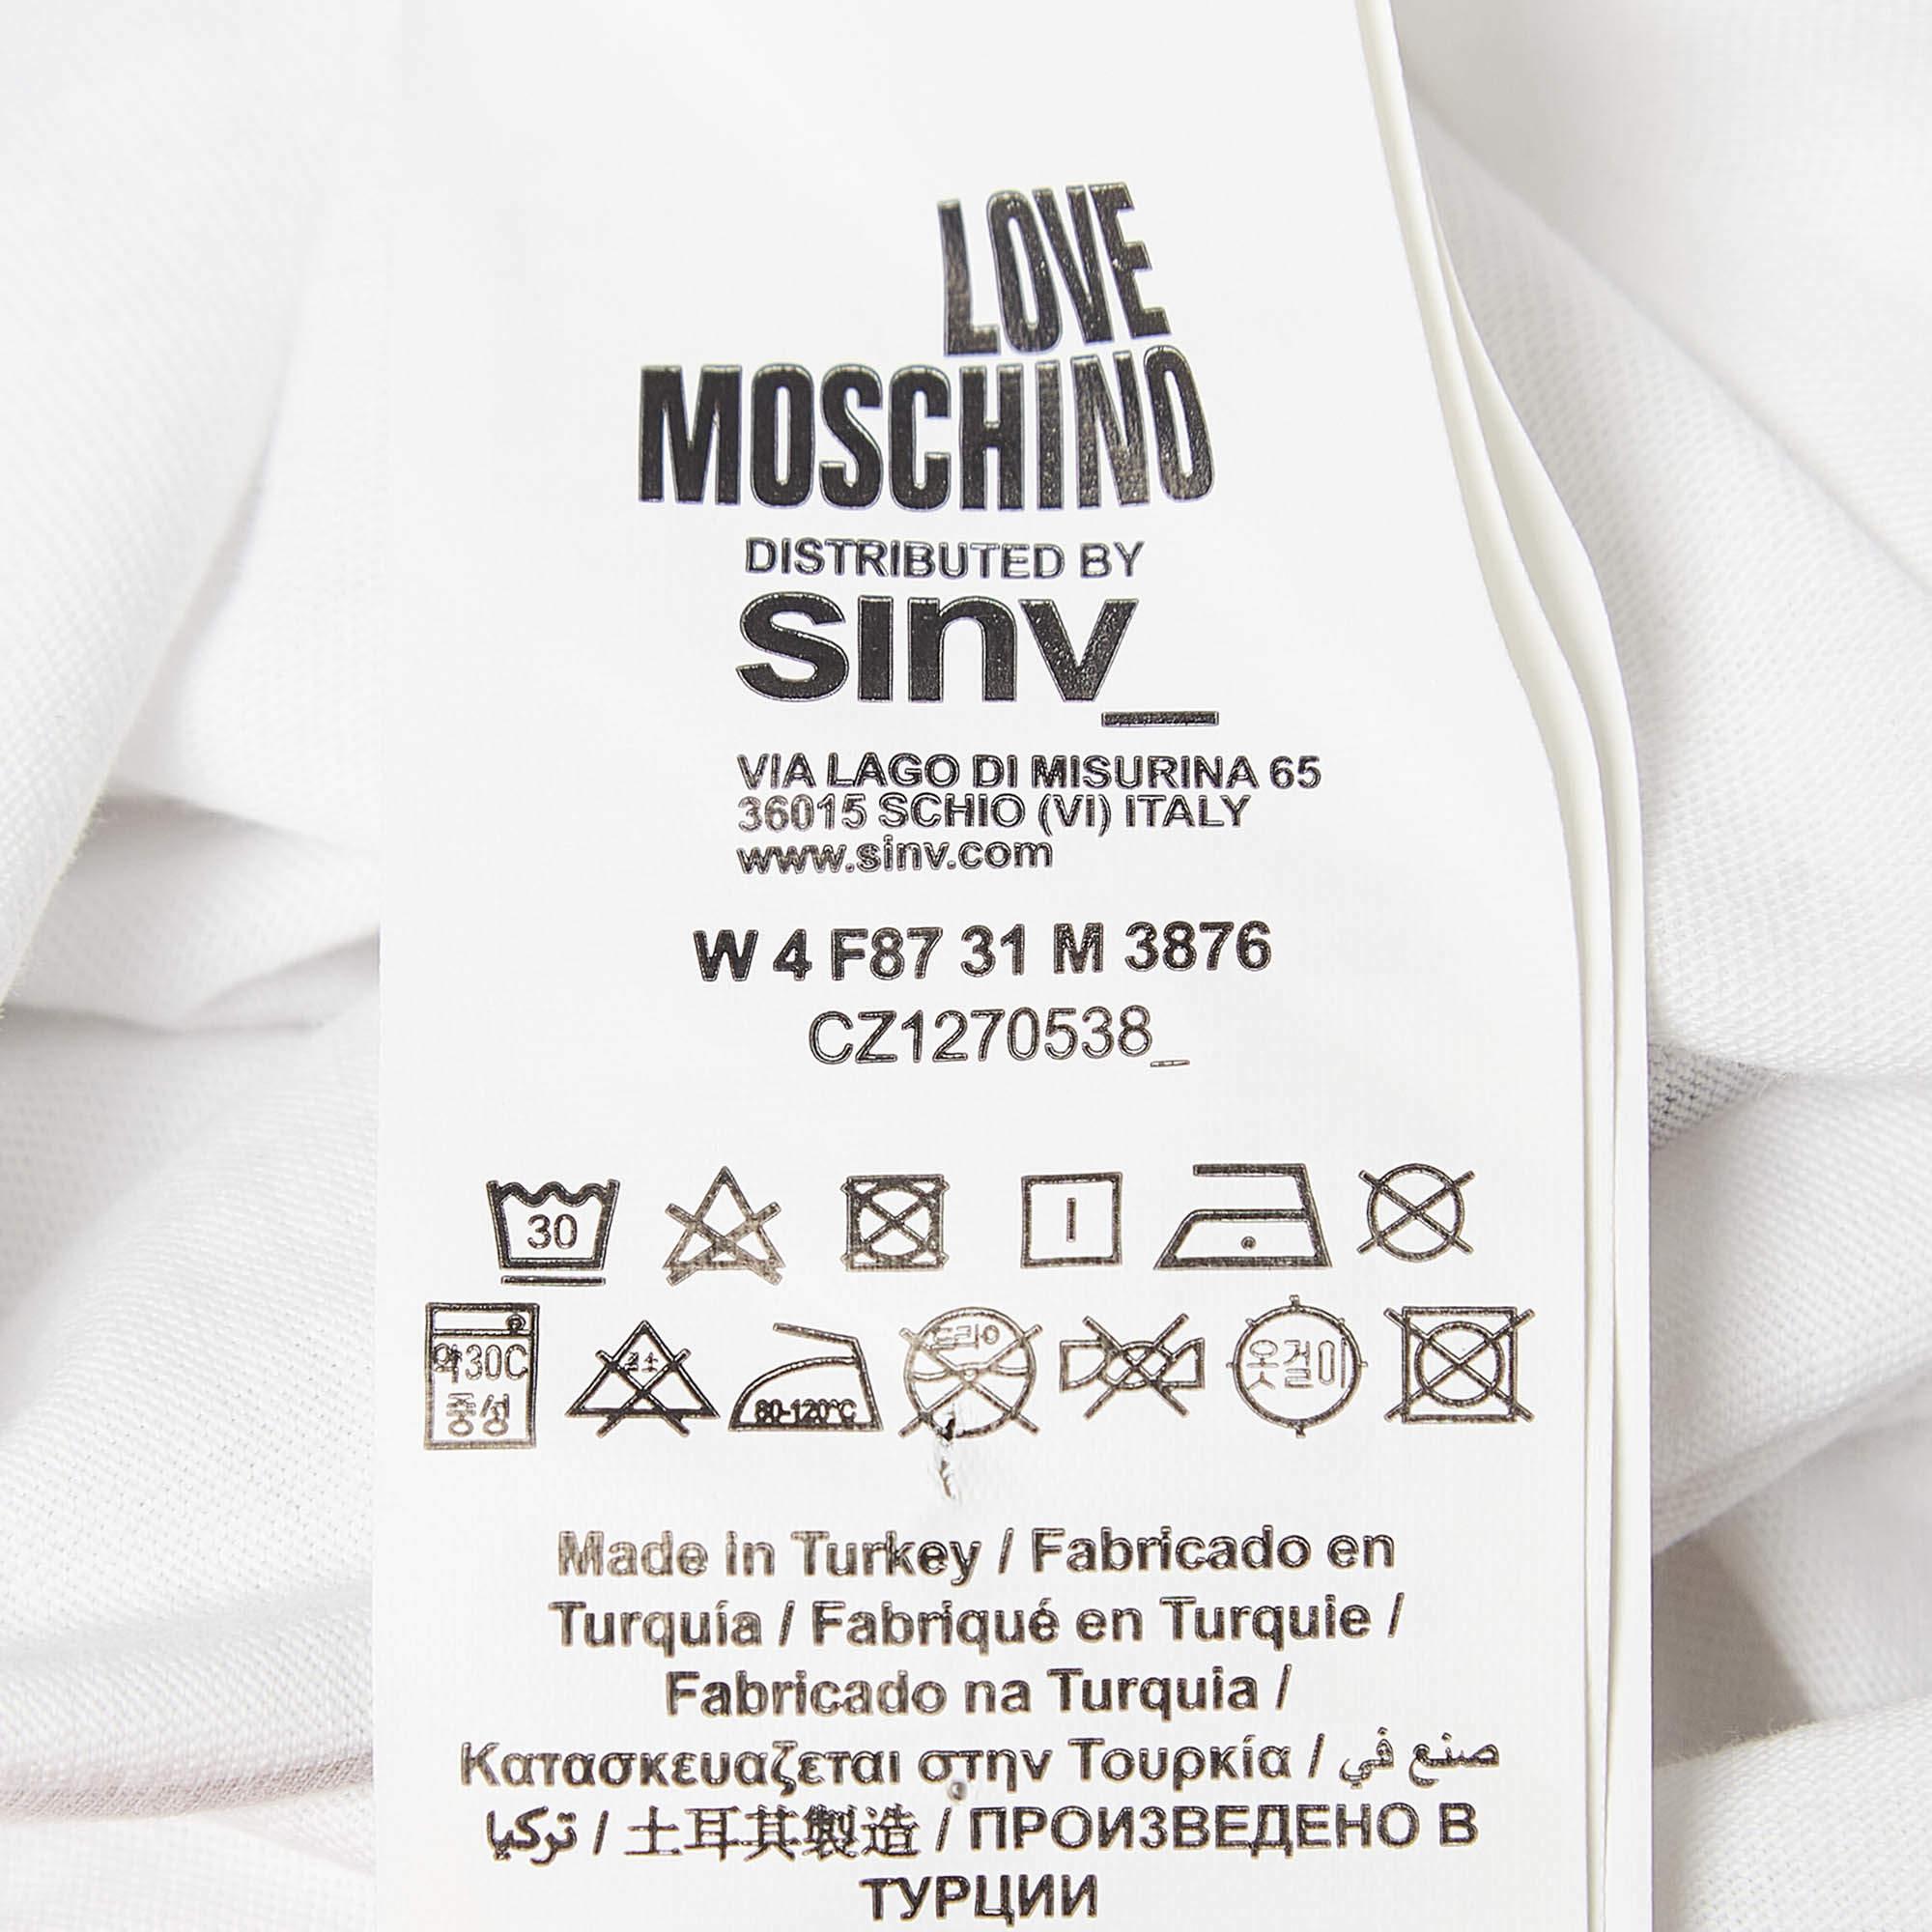 LOVE
MOSCHINO
DISTRIBUTED BY
sınv_
VIA LAGO DI MISURINA 65
36015 SCHIO (VI) ITALY
www.sinv.com
W 4 F87 31 M 3876
CZ1270538_
30
약30C 염소 80-120°C 드라이 옷걸이
중성
Made in Turkey / Fabricado en
Turquía / Fabriqué en Turquie /
Fabricado na Turquia /
Κατασκευαζεται στην Τουρκία / صنع في
تركيا / 土耳其製造 / ПРОИЗВЕДЕНО В
ТУРЦИИ